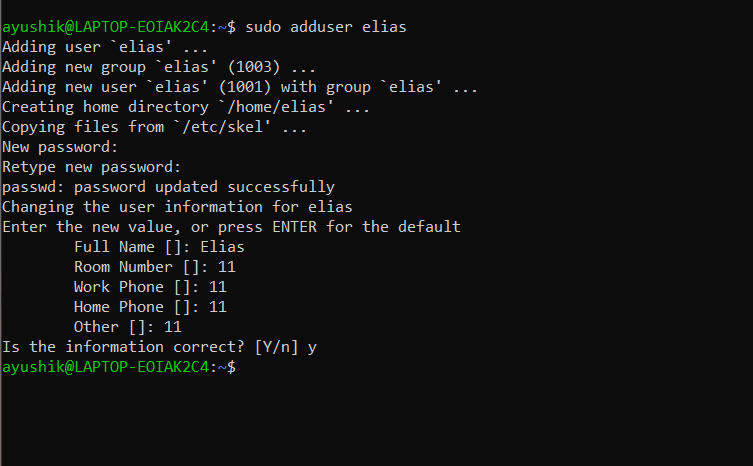 ayushik@LAPTOP-EOIAK2C4:~$ sudo adduser elias
Adding user `elias' ...
Adding new group `elias' (1003) ...
Adding new user `elias' (1001) with group `elias' ...
Creating home directory `/home/elias' ...
Copying files from `/etc/skel' ...
New password:
Retype new password:
passwd: password updated successfully
Changing the user information for elias
Enter the new value, or press ENTER for the default
        Full Name []: Elias
        Room Number []: 11
        Work Phone []: 11
        Home Phone []: 11
        Other []: 11
Is the information correct? [Y/n] y
ayushik@LAPTOP-EOIAK2C4:~$